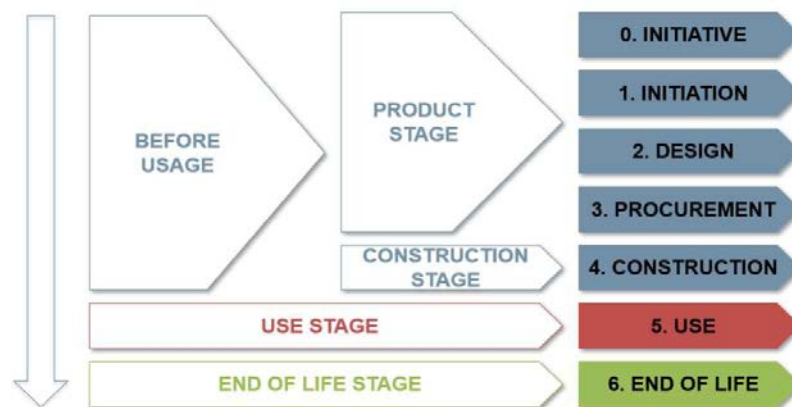 BEFORE
USAGE
PRODUCT
STAGE
CONSTRUCTION
STAGE
USE STAGE
END OF LIFE STAGE
0. INITIATIVE
1. INITIATION
2. DESIGN
3. PROCUREMENT
4. CONSTRUCTION
5. USE
6. END OF LIFE